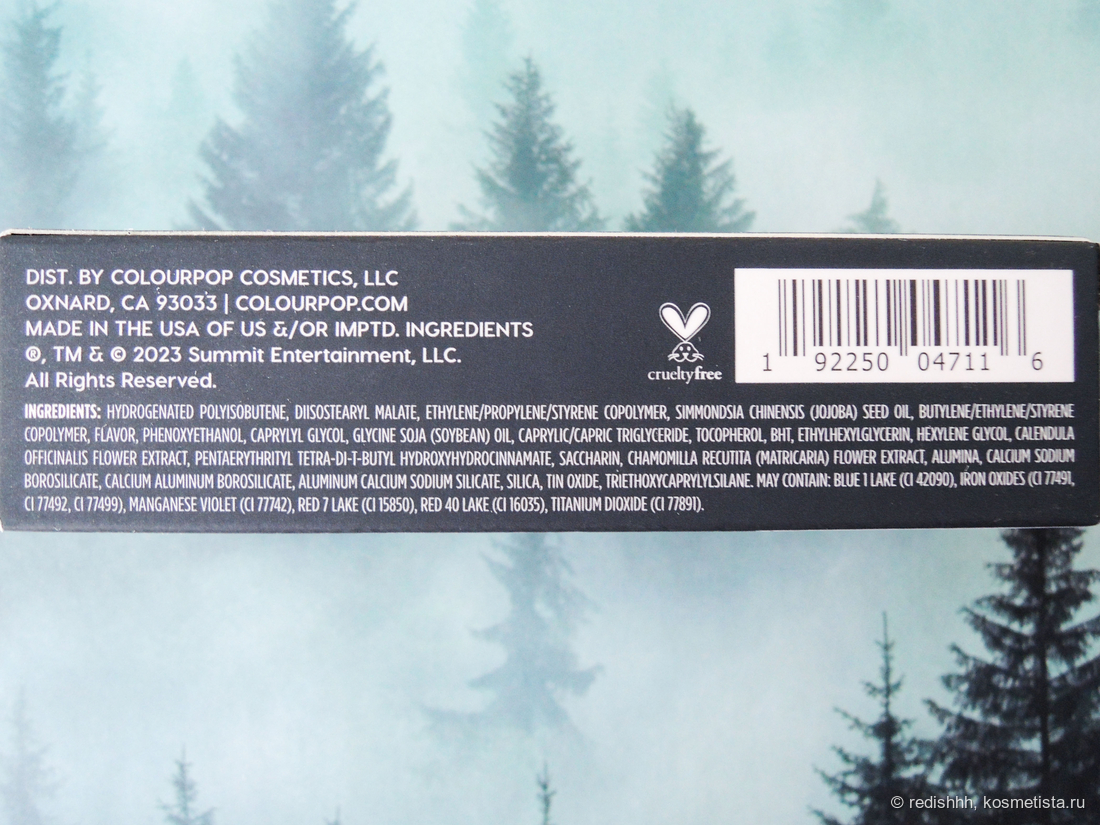 DIST. BY COLOURPOP COSMETICS, LLC
OXNARD, CA 93033 | COLOURPOP.COM
MADE IN THE USA OF US &/OR IMPTD. INGREDIENTS
®, TM & © 2023 Summit Entertainment, LLC.
All Rights Reserved.
crueltyfree
1 92250 04711 6
INGREDIENTS: HYDROGENATED POLYISOBUTENE, DIISOSTEARYL MALATE, ETHYLENE/PROPYLENE/STYRENE COPOLYMER, SIMMONDSIA CHINENSIS (JOJOBA) SEED OIL, BUTYLENE/ETHYLENE/STYRENE
COPOLYMER, FLAVOR, PHENOXYETHANOL, CAPRYLYL GLYCOL, GLYCINE SOJA (SOYBEAN) OIL, CAPRYLIC/CAPRIC TRIGLYCERIDE, TOCOPHEROL, BHT, ETHYLHEXYLGLYCERIN, HEXYLENE GLYCOL, CALENDULA
OFFICINALIS FLOWER EXTRACT, PENTAERYTHRITYL TETRA-DI-T-BUTYL HYDROXYHYDROCINNAMATE, SACCHARIN, CHAMOMILLA RECUTITA (MATRICARIA) FLOWER EXTRACT, ALUMINA, CALCIUM SODIUM
BOROSILICATE, CALCIUM ALUMINUM BOROSILICATE, ALUMINUM CALCIUM SODIUM SILICATE, SILICA, TIN OXIDE, TRIETHOXYCAPRYLYLSILANE. MAY CONTAIN: BLUE 1 LAKE (CI 42090), IRON OXIDES (CI 77491,
CI 77492, CI 77499), MANGANESE VIOLET (CI 77742), RED 7 LAKE (CI 15850), RED 40 LAKE (CI 16035), TITANIUM DIOXIDE (CI 77891).
© redishhh, kosmetista.ru